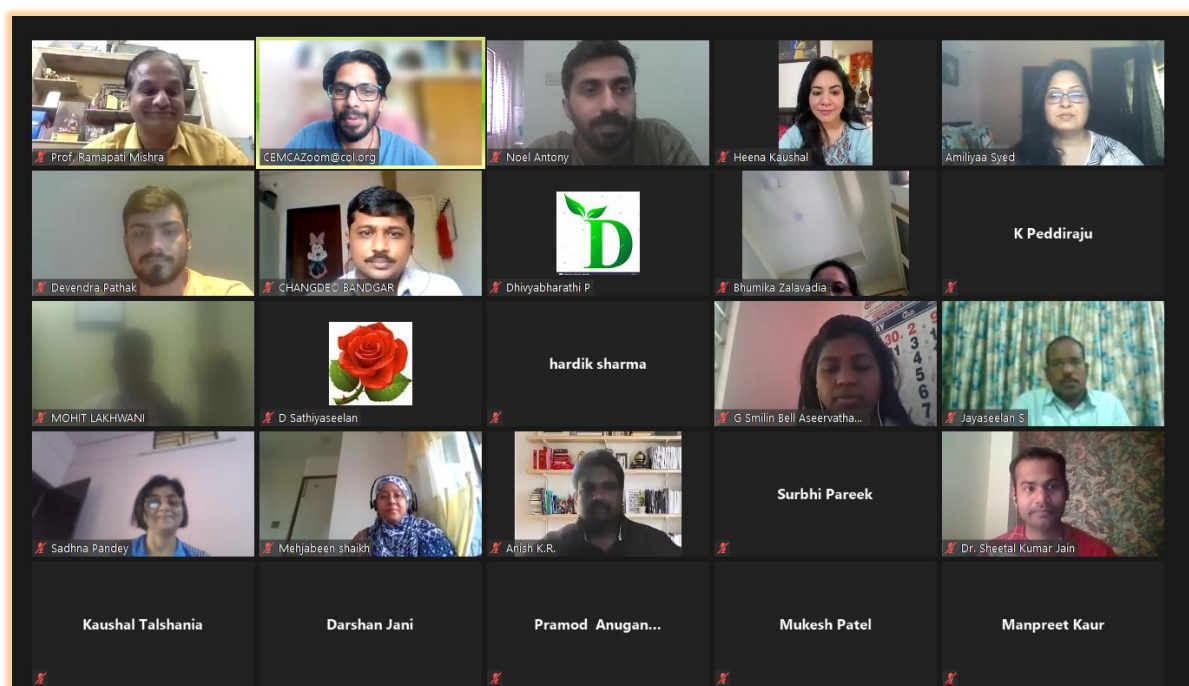 Prof. Ramapati Mishra
CEMCAZoom@col.org
Noel Antony
Heena Kaushal
Amiliyaa Syed
Devendra Pathak
CHANGDEO BANDGAR
D
Dhivyabharathi P
Bhumika Zalavadia
K Peddiraju
MOHIT LAKHWANI
D Sathiyaseelan
hardik sharma
G Smilin Bell Aseervatha...
Jayaseelan S
Sadhna Pandey
Mehjabeen shaikh
Anish K.R.
Surbhi Pareek
Dr. Sheetal Kumar Jain
Kaushal Talshania
Darshan Jani
Pramod Anugan...
Mukesh Patel
Manpreet Kaur